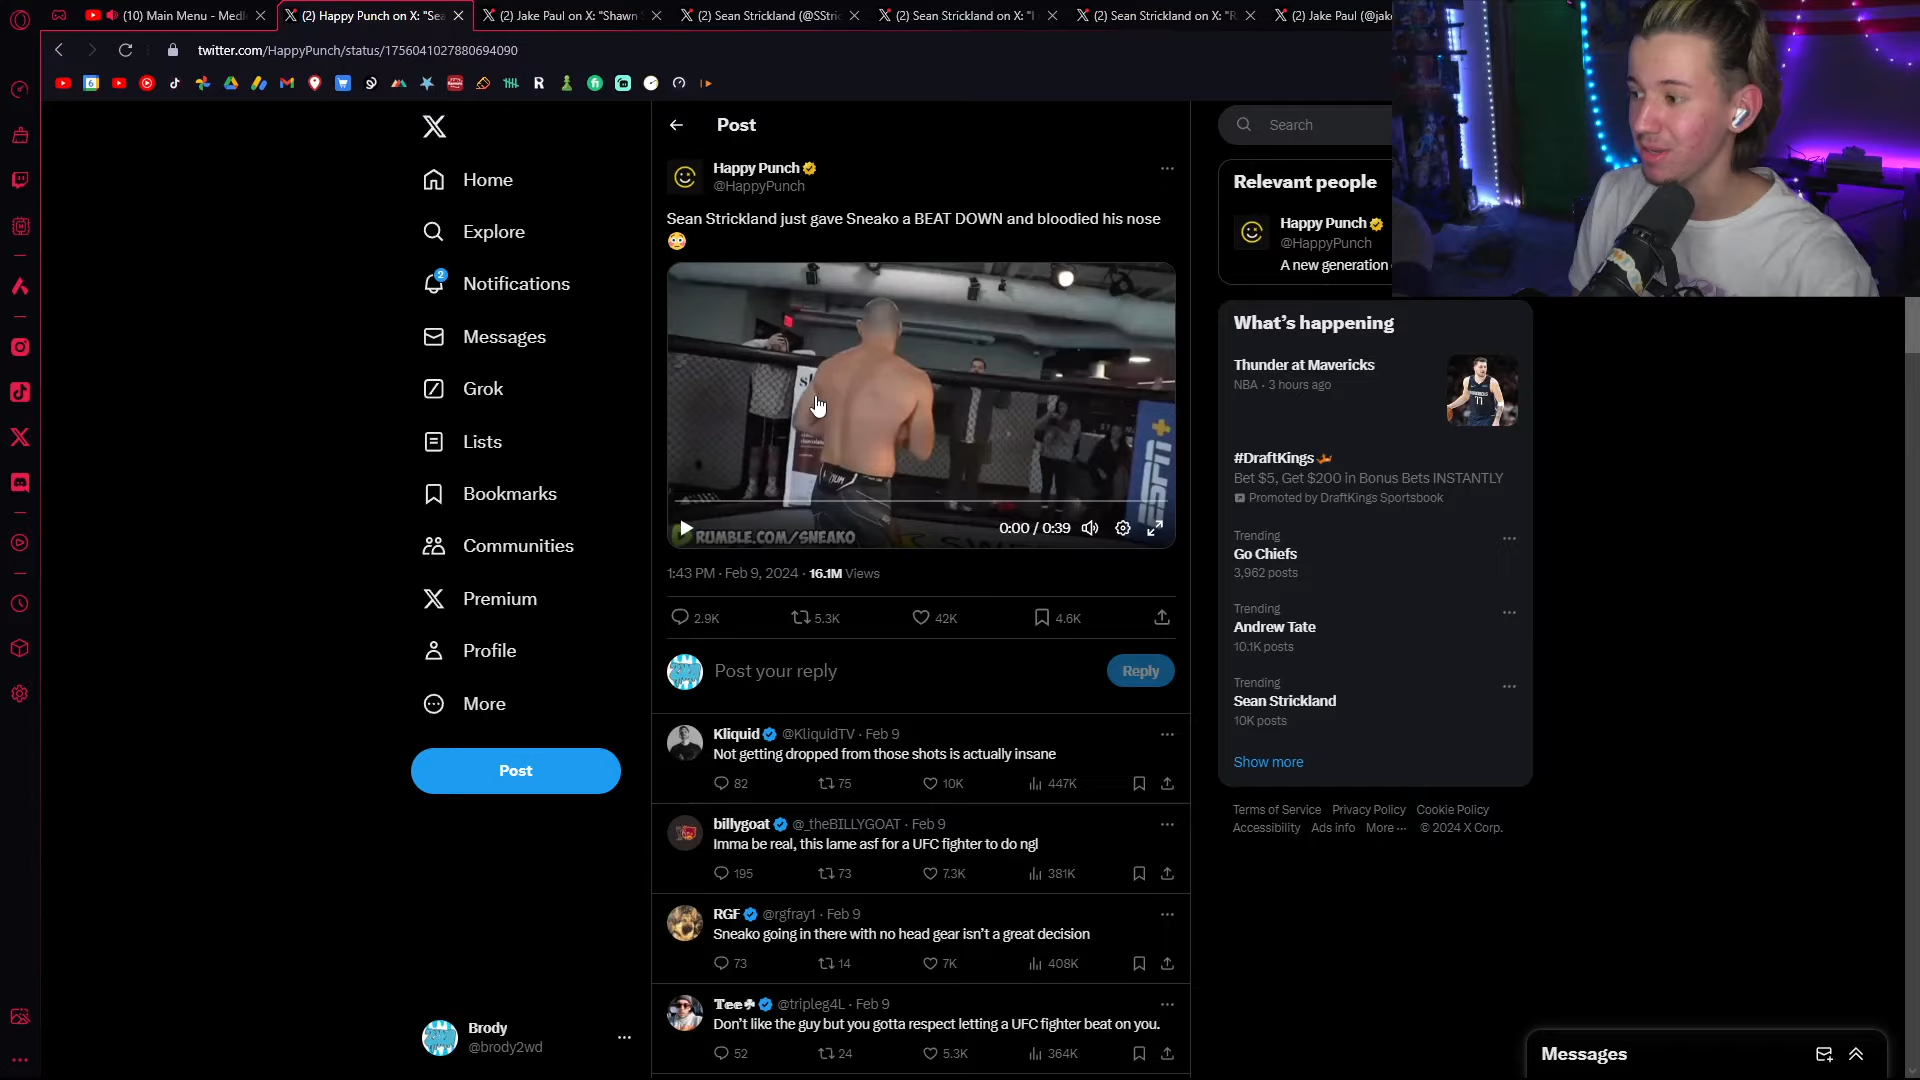 (10) Main Menu - Medi
(2) Happy Punch on X: "Sea
(2) Jake Paul on X: "Shawn S
(2) Sean Strickland (@SStric
(2) Sean Strickland on X: "I
(2) Sean Strickland on X: "R
(2) Jake Paul (@jake
twitter.com/HappyPunch/status/1756041027880694090
Post
Search
Home
Explore
2
Notifications
Messages
Grok
Lists
Bookmarks
Communities
Premium
Profile
More
Post
Brody
@brody2wd
Happy Punch
@HappyPunch
Sean Strickland just gave Sneako a BEAT DOWN and bloodied his nose
😳
ESPN+
RUMBLE.COM/SNEAKO
0:00 / 0:39
1:43 PM · Feb 9, 2024 · 16.1M Views
2.9K 5.3K 42K 4.6K
Post your reply
Reply
Kliquid @KliquidTV · Feb 9
Not getting dropped from those shots is actually insane
82 75 10K 447K
billygoat @_theBILLYGOAT · Feb 9
Imma be real, this lame asf for a UFC fighter to do ngl
195 73 7.3K 381K
RGF @rgfray1 · Feb 9
Sneako going in there with no head gear isn't a great decision
73 14 7K 408K
𝕋𝕖𝕖☘ @tripleg4L · Feb 9
Don't like the guy but you gotta respect letting a UFC fighter beat on you.
52 24 5.3K 364K
Relevant people
Happy Punch
@HappyPunch
A new generation
What's happening
Thunder at Mavericks
NBA · 3 hours ago
#DraftKings
Bet $5, Get $200 in Bonus Bets INSTANTLY
Promoted by DraftKings Sportsbook
Trending
Go Chiefs
3,962 posts
Trending
Andrew Tate
10.1K posts
Trending
Sean Strickland
10K posts
Show more
Terms of Service Privacy Policy Cookie Policy
Accessibility Ads info More ··· © 2024 X Corp.
Messages